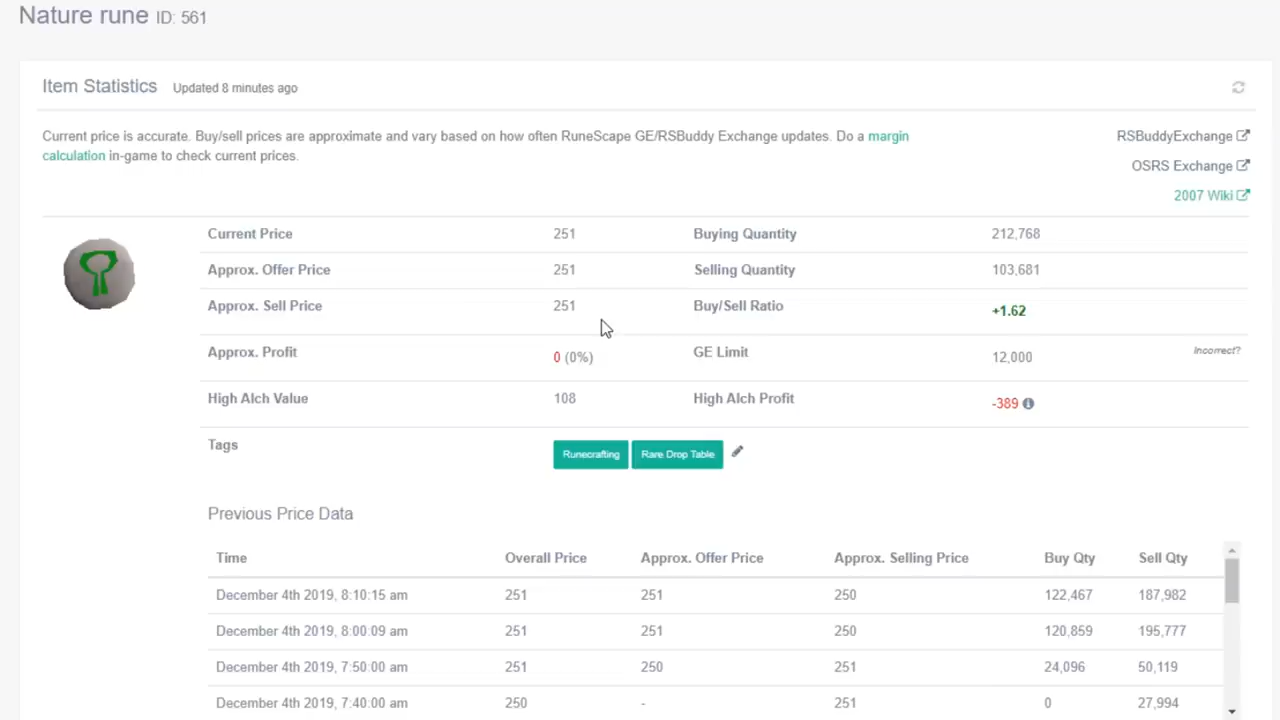 Nature rune ID: 561
Item Statistics Updated 8 minutes ago
Current price is accurate. Buy/sell prices are approximate and vary based on how often RuneScape GE/RSBuddy Exchange updates. Do a margin
calculation in-game to check current prices.
RSBuddyExchange
OSRS Exchange
2007 Wiki
Current Price 251 Buying Quantity 212,768
Approx. Offer Price 251 Selling Quantity 103,681
Approx. Sell Price 251 Buy/Sell Ratio +1.62
Approx. Profit 0 (0%) GE Limit 12,000 Incorrect?
High Alch Value 108 High Alch Profit -389
Tags Runecrafting Rare Drop Table
Previous Price Data
Time Overall Price Approx. Offer Price Approx. Selling Price Buy Qty Sell Qty
December 4th 2019, 8:10:15 am 251 251 250 122,467 187,982
December 4th 2019, 8:00:09 am 251 251 250 120,859 195,777
December 4th 2019, 7:50:00 am 251 250 251 24,096 50,119
December 4th 2019, 7:40:00 am 250 - 251 0 27,994